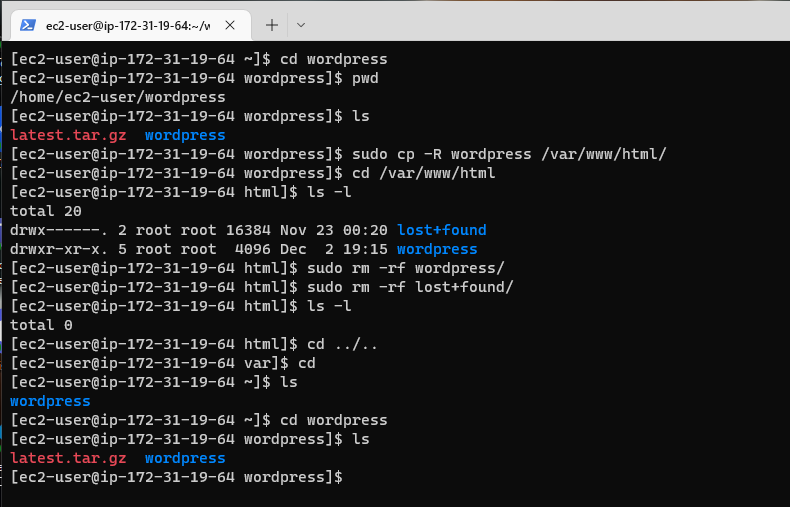 ec2-user@ip-172-31-19-64:~/w
[ec2-user@ip-172-31-19-64 ~]$ cd wordpress
[ec2-user@ip-172-31-19-64 wordpress]$ pwd
/home/ec2-user/wordpress
[ec2-user@ip-172-31-19-64 wordpress]$ ls
latest.tar.gz  wordpress
[ec2-user@ip-172-31-19-64 wordpress]$ sudo cp -R wordpress /var/www/html/
[ec2-user@ip-172-31-19-64 wordpress]$ cd /var/www/html
[ec2-user@ip-172-31-19-64 html]$ ls -l
total 20
drwx------. 2 root root 16384 Nov 23 00:20 lost+found
drwxr-xr-x. 5 root root  4096 Dec  2 19:15 wordpress
[ec2-user@ip-172-31-19-64 html]$ sudo rm -rf wordpress/
[ec2-user@ip-172-31-19-64 html]$ sudo rm -rf lost+found/
[ec2-user@ip-172-31-19-64 html]$ ls -l
total 0
[ec2-user@ip-172-31-19-64 html]$ cd ../..
[ec2-user@ip-172-31-19-64 var]$ cd
[ec2-user@ip-172-31-19-64 ~]$ ls
wordpress
[ec2-user@ip-172-31-19-64 ~]$ cd wordpress
[ec2-user@ip-172-31-19-64 wordpress]$ ls
latest.tar.gz  wordpress
[ec2-user@ip-172-31-19-64 wordpress]$